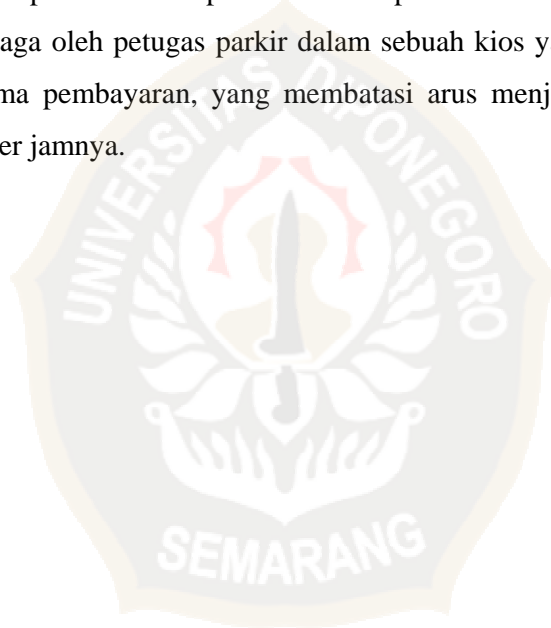 aga oleh petugas parkir dalam sebuah kios y
ma pembayaran, yang membatasi arus menj
er jamnya.
UNIVERSITAS DIPONEGORO
SEMARANG